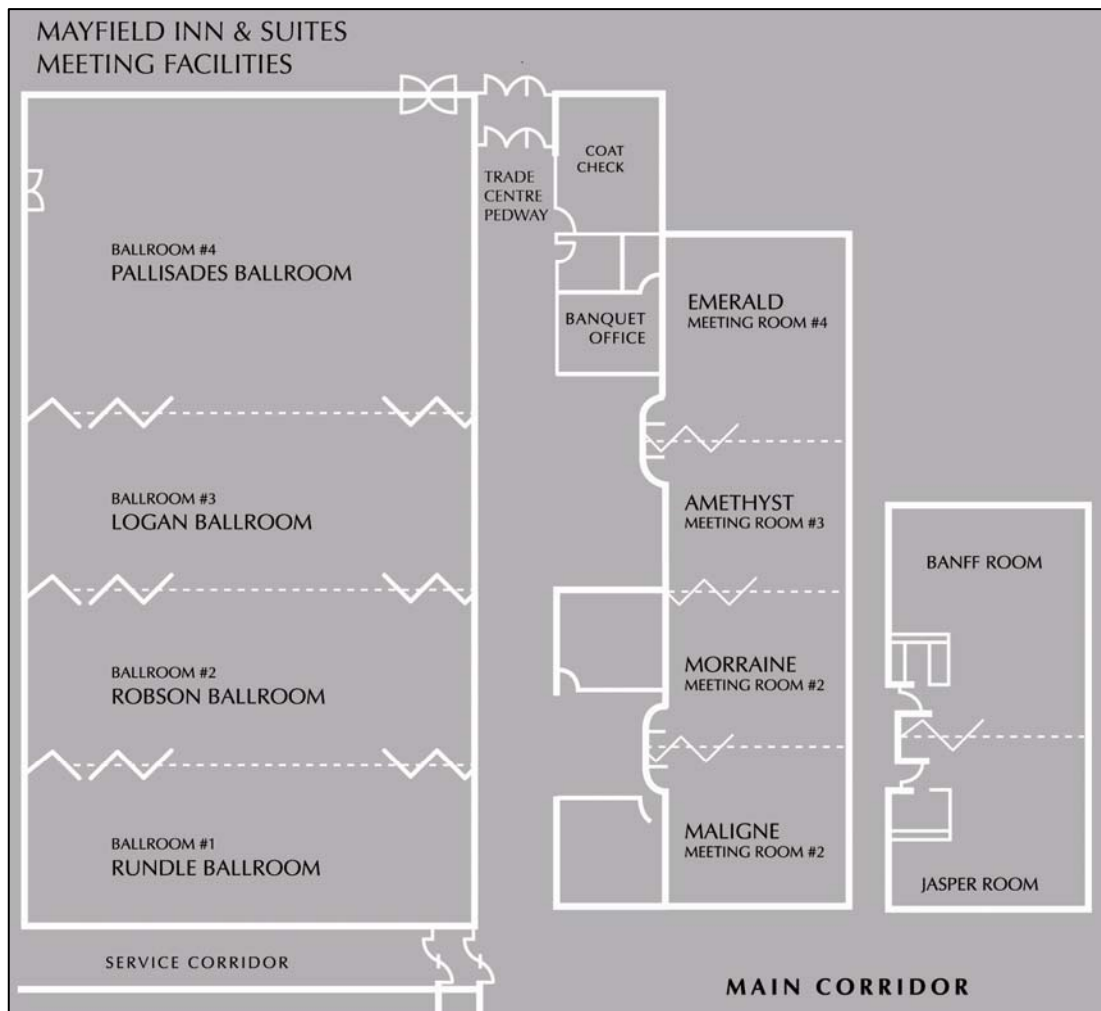 MAYFIELD INN & SUITES
MEETING FACILITIES
COAT
CHECK
TRADE
CENTRE
PEDWAY
BALLROOM #4
PALLISADES BALLROOM
BANQUET
OFFICE
EMERALD
MEETING ROOM #4
BALLROOM #3
LOGAN BALLROOM
AMETHYST
MEETING ROOM #3
BANFF ROOM
BALLROOM #2
ROBSON BALLROOM
MORRAINE
MEETING ROOM #2
BALLROOM #1
RUNDLE BALLROOM
MALIGNE
MEETING ROOM #2
JASPER ROOM
SERVICE CORRIDOR
MAIN CORRIDOR